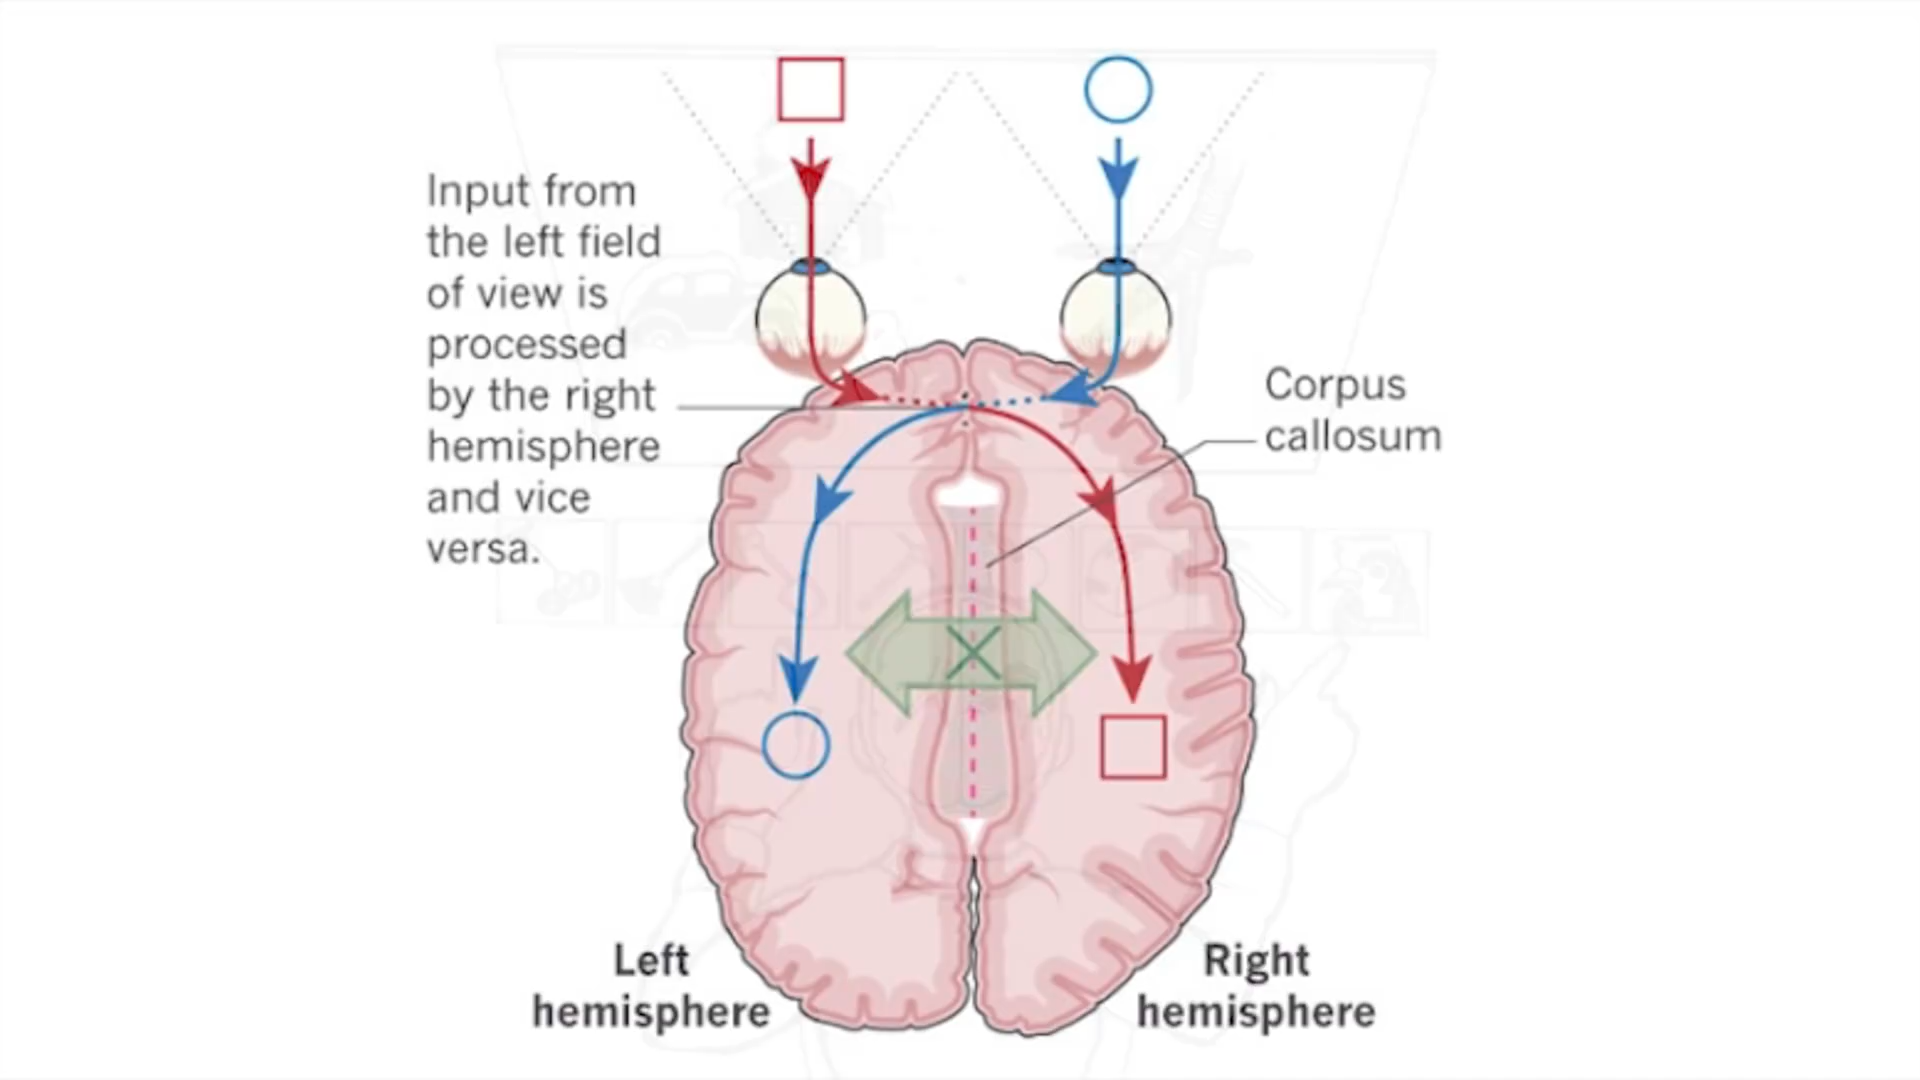 Input from
the left field
of view is
processed
by the right
hemisphere
and vice
versa.
Corpus
callosum
Left
hemisphere
Right
hemisphere